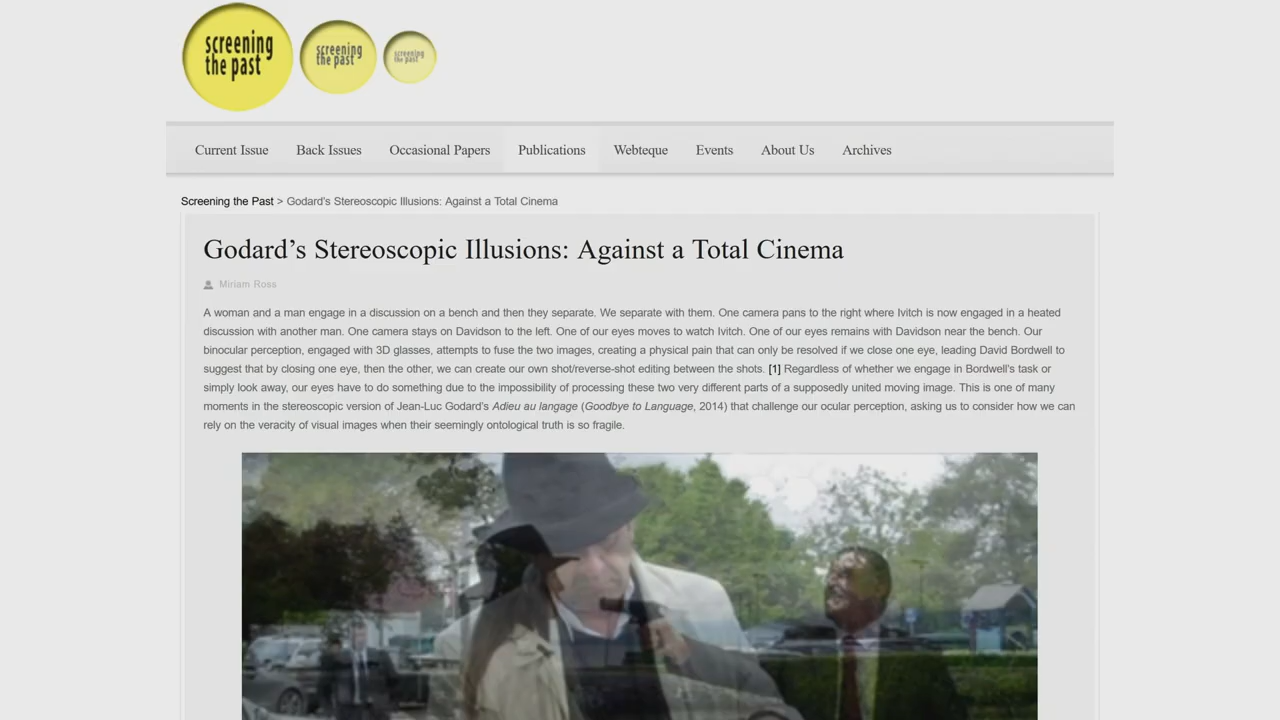 screening
the past
screening
the past
screening
the past
Current Issue Back Issues Occasional Papers Publications Webteque Events About Us Archives
Screening the Past > Godard's Stereoscopic Illusions: Against a Total Cinema
Godard’s Stereoscopic Illusions: Against a Total Cinema
Miriam Ross
A woman and a man engage in a discussion on a bench and then they separate. We separate with them. One camera pans to the right where Ivitch is now engaged in a heated
discussion with another man. One camera stays on Davidson to the left. One of our eyes moves to watch Ivitch. One of our eyes remains with Davidson near the bench. Our
binocular perception, engaged with 3D glasses, attempts to fuse the two images, creating a physical pain that can only be resolved if we close one eye, leading David Bordwell to
suggest that by closing one eye, then the other, we can create our own shot/reverse-shot editing between the shots. [1] Regardless of whether we engage in Bordwell's task or
simply look away, our eyes have to do something due to the impossibility of processing these two very different parts of a supposedly united moving image. This is one of many
moments in the stereoscopic version of Jean-Luc Godard's Adieu au langage (Goodbye to Language, 2014) that challenge our ocular perception, asking us to consider how we can
rely on the veracity of visual images when their seemingly ontological truth is so fragile.